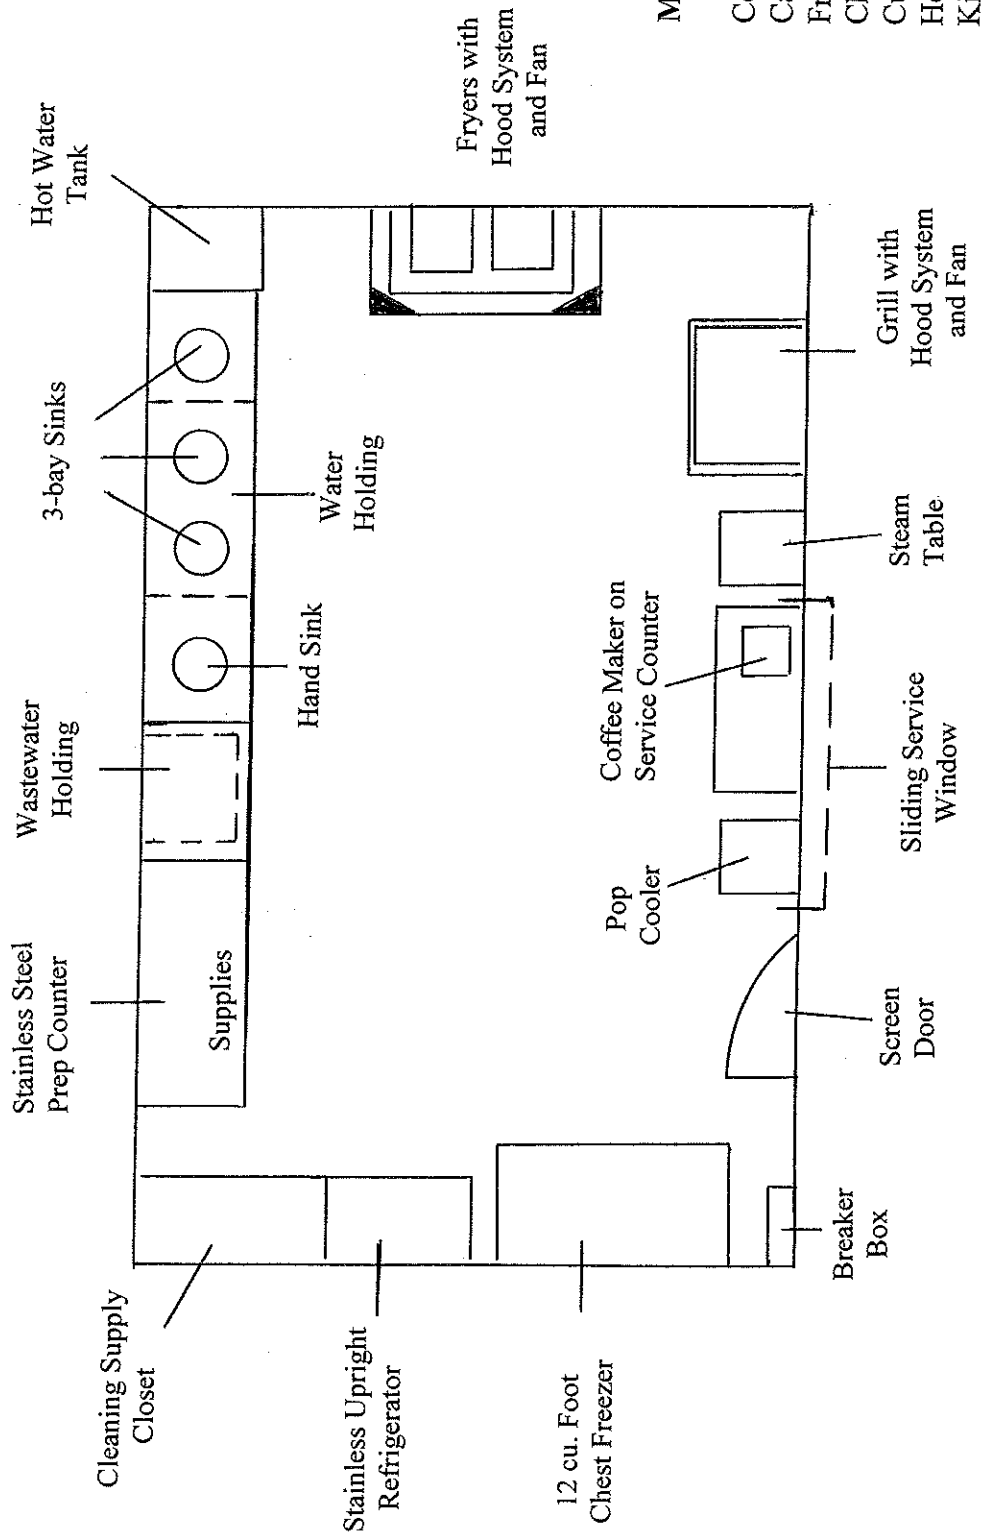 Stainless Steel
Prep Counter
Wastewater
Holding
3-bay Sinks
Hot Water
Tank
Cleaning Supply
Closet
Supplies
Hand Sink
Water
Holding
Stainless Upright
Refrigerator
Fryers with
Hood System
and Fan
12 cu. Foot
Chest Freezer
Pop
Cooler
Coffee Maker on
Service Counter
Breaker
Box
Screen
Door
Sliding Service
Window
Steam
Table
Grill with
Hood System
and Fan